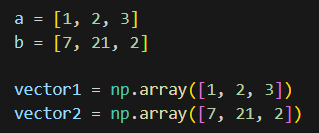 a = [1, 2, 3]
b = [7, 21, 2]
vector1 = np.array([1, 2, 3])
vector2 = np.array([7, 21, 2])